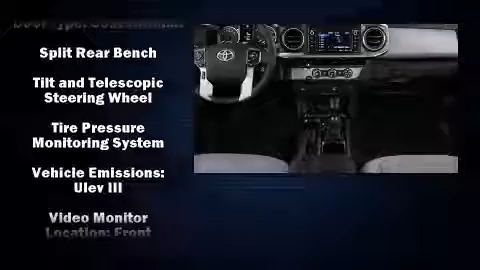 Split Rear Bench
Tilt and Telescopic
Steering Wheel
Tire Pressure
Monitoring System
Vehicle Emissions:
Ulev III
Video Monitor
Location: Front